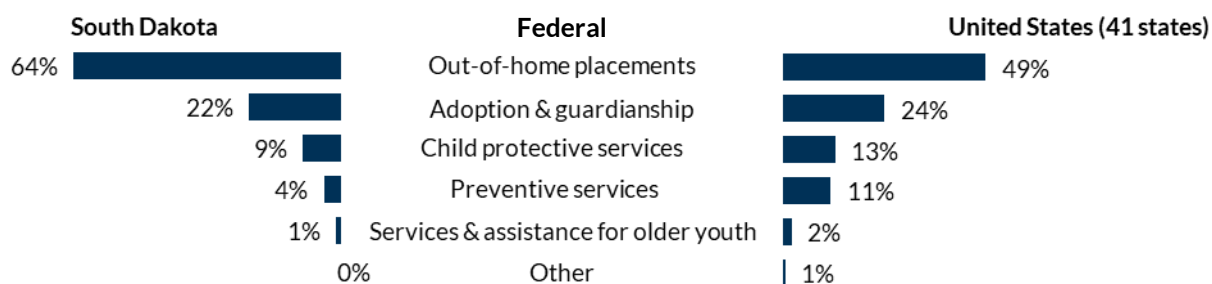 South Dakota Federal United States (41 states)
64% Out-of-home placements 49%
22% Adoption & guardianship 24%
9% Child protective services 13%
4% Preventive services 11%
1% Services & assistance for older youth 2%
0% Other 1%